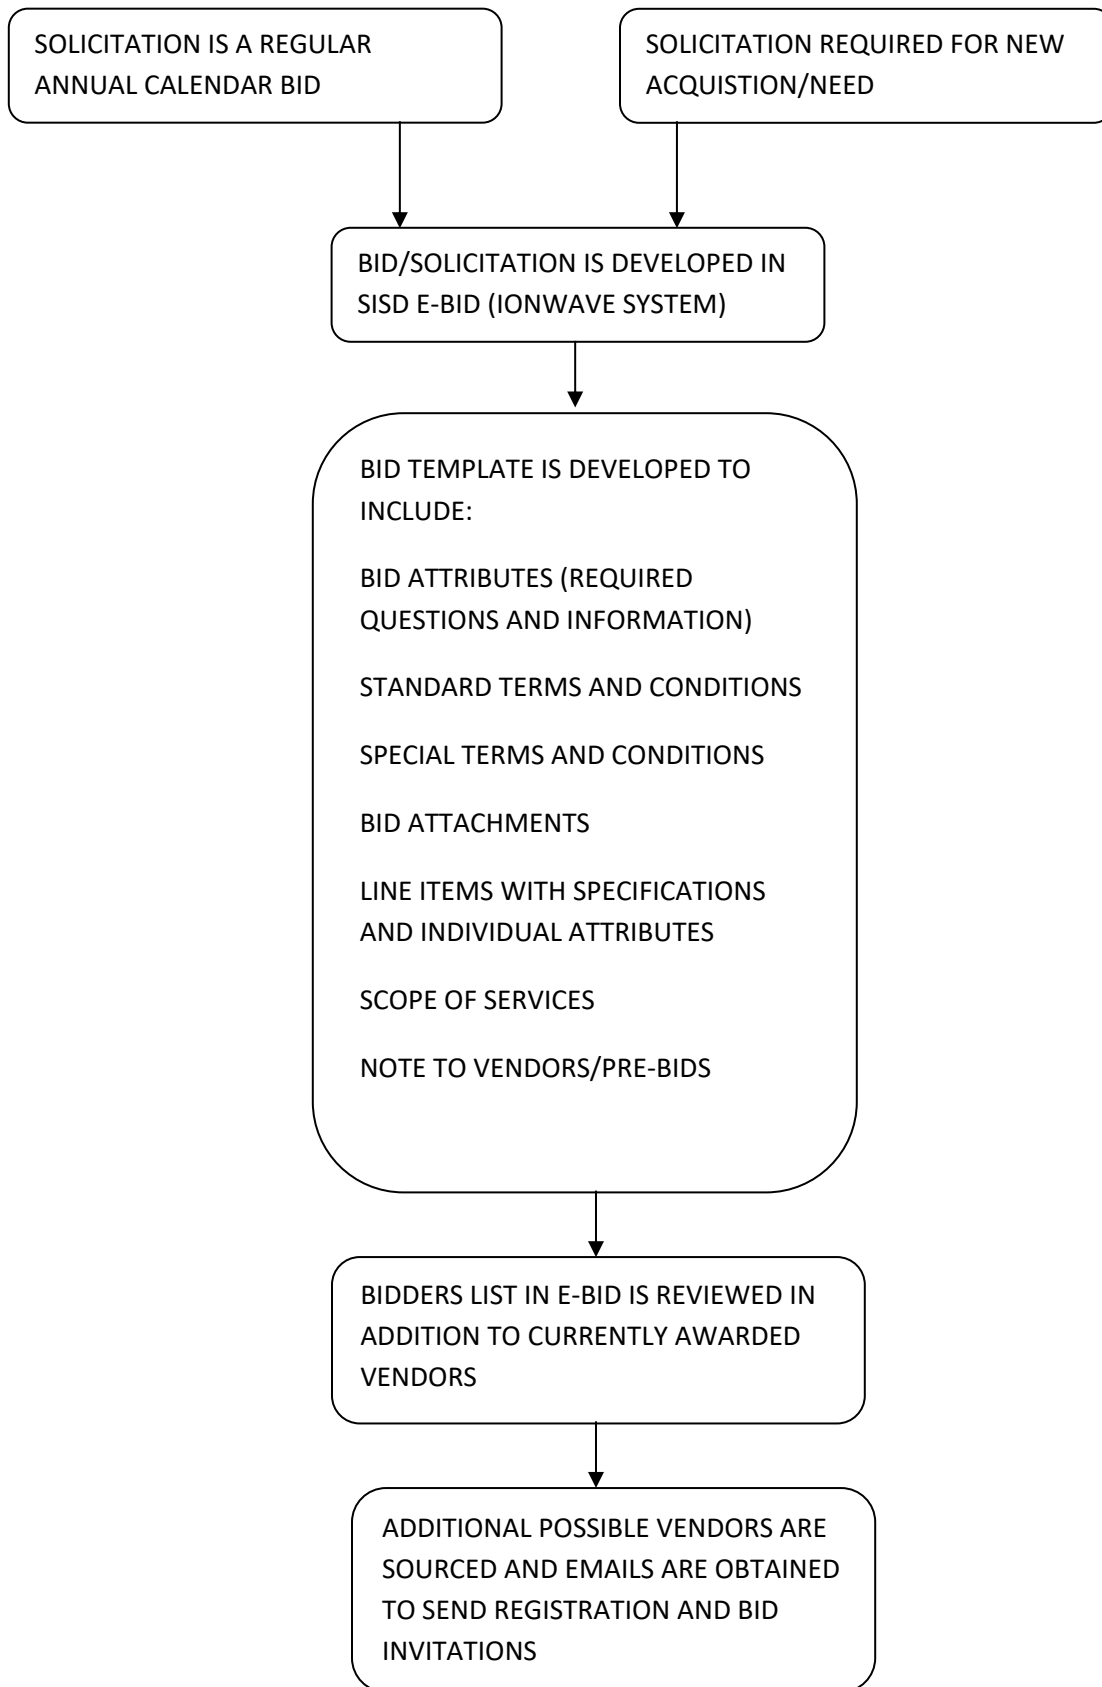 SOLICITATION IS A REGULAR
ANNUAL CALENDAR BID
SOLICITATION REQUIRED FOR NEW
ACQUISTION/NEED
BID/SOLICITATION IS DEVELOPED IN
SISD E-BID (IONWAVE SYSTEM)
BID TEMPLATE IS DEVELOPED TO
INCLUDE:
BID ATTRIBUTES (REQUIRED
QUESTIONS AND INFORMATION)
STANDARD TERMS AND CONDITIONS
SPECIAL TERMS AND CONDITIONS
BID ATTACHMENTS
LINE ITEMS WITH SPECIFICATIONS
AND INDIVIDUAL ATTRIBUTES
SCOPE OF SERVICES
NOTE TO VENDORS/PRE-BIDS
BIDDERS LIST IN E-BID IS REVIEWED IN
ADDITION TO CURRENTLY AWARDED
VENDORS
ADDITIONAL POSSIBLE VENDORS ARE
SOURCED AND EMAILS ARE OBTAINED
TO SEND REGISTRATION AND BID
INVITATIONS